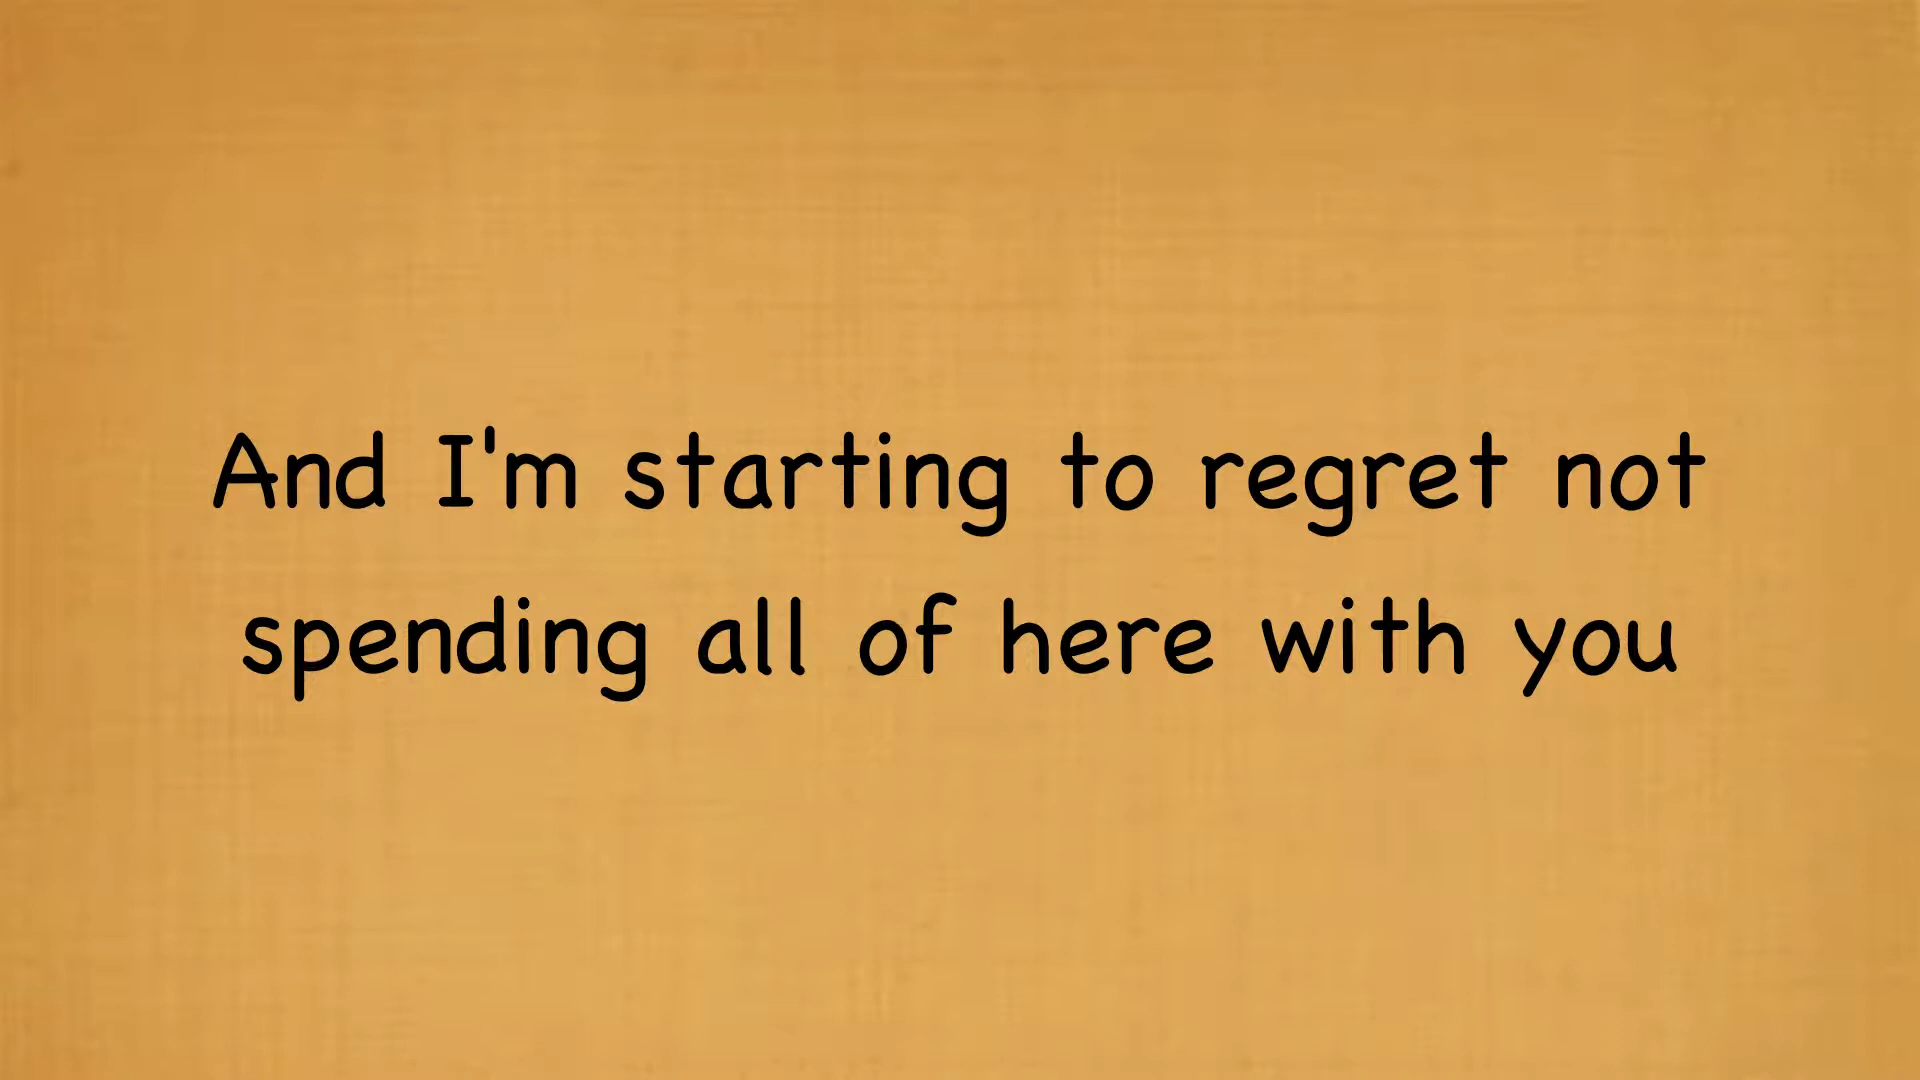 And I'm starting to regret not
spending all of here with you